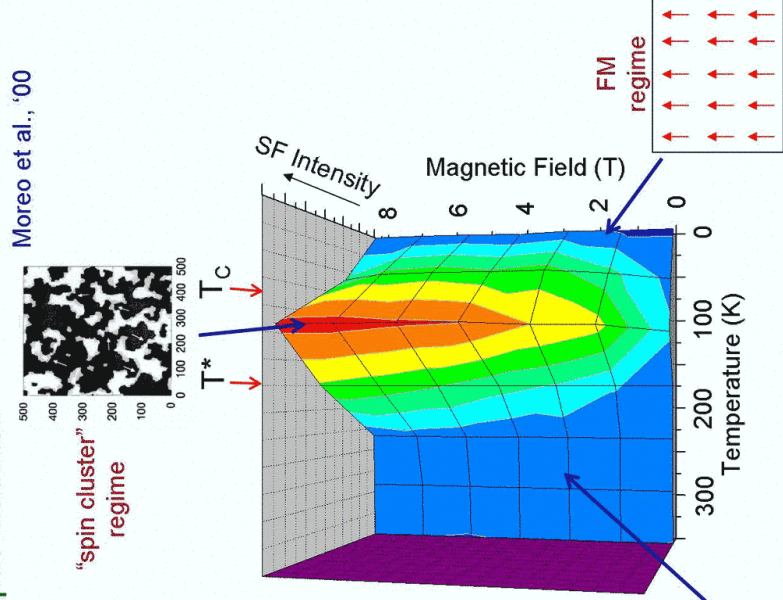 Moreo et al., ‘00
“spin cluster”
regime
500
400
300
200
100
0
0 100 200 300 400 500
T*
TC
SF Intensity
Magnetic Field (T)
8
6
4
2
0
0
100
200
300
Temperature (K)
FM
regime